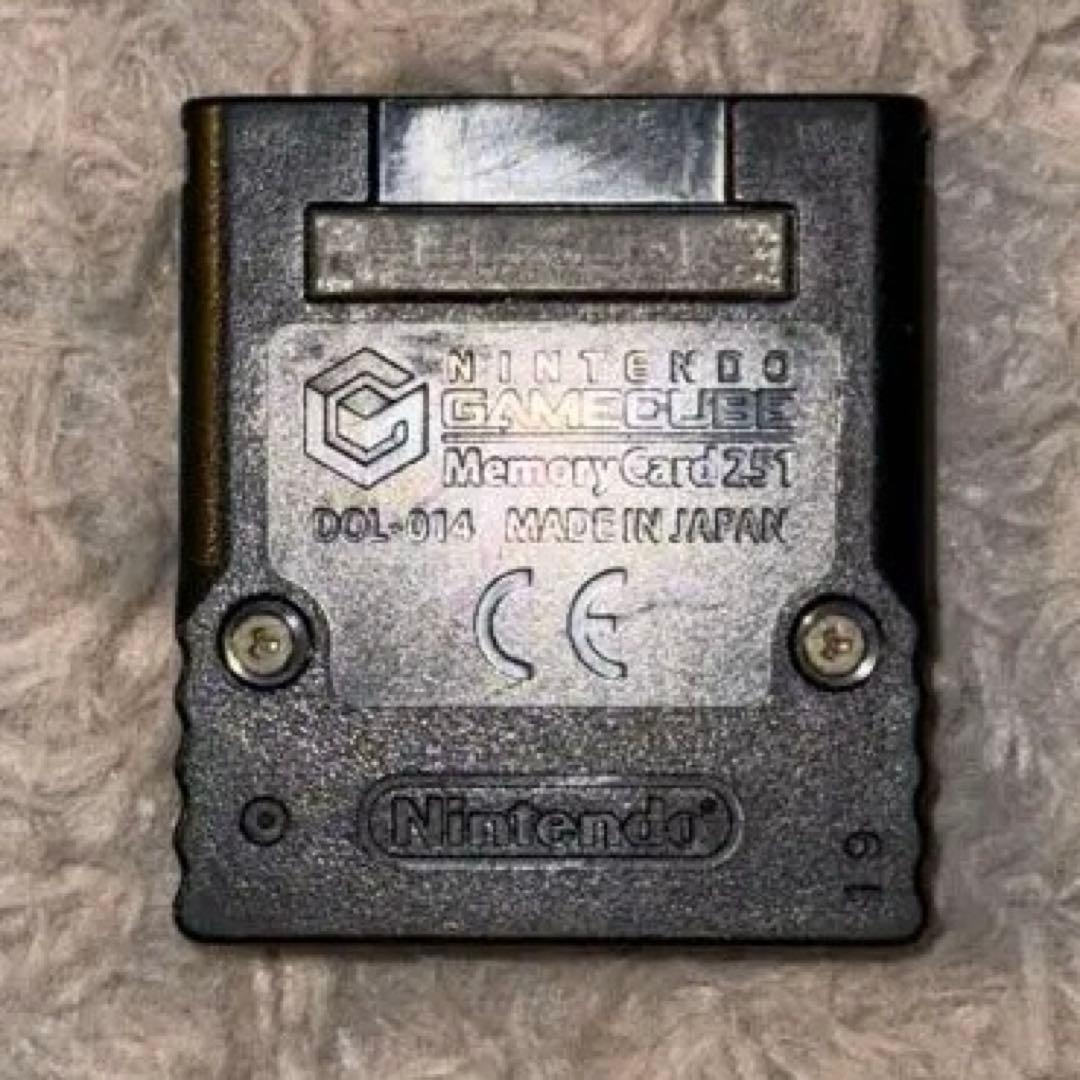 NINTENDO
GAMECUBE
Memory Card 251
DOL-014 MADE IN JAPAN
CE
Nintendo®
19